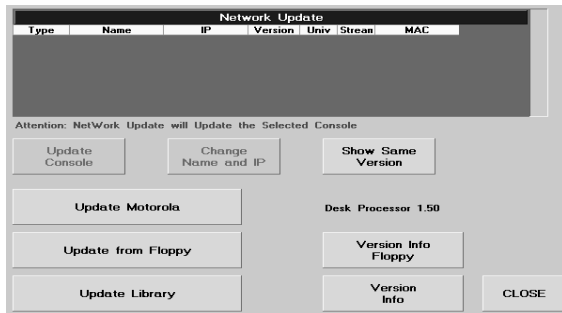 Network Update
Type Name IP Version Univ Stream MAC
Attention: NetWork Update will Update the Selected Console
Update Console
Change Name and IP
Show Same Version
Update Motorola
Desk Processor 1.50
Update from Floppy
Version Info Floppy
Update Library
Version Info
CLOSE